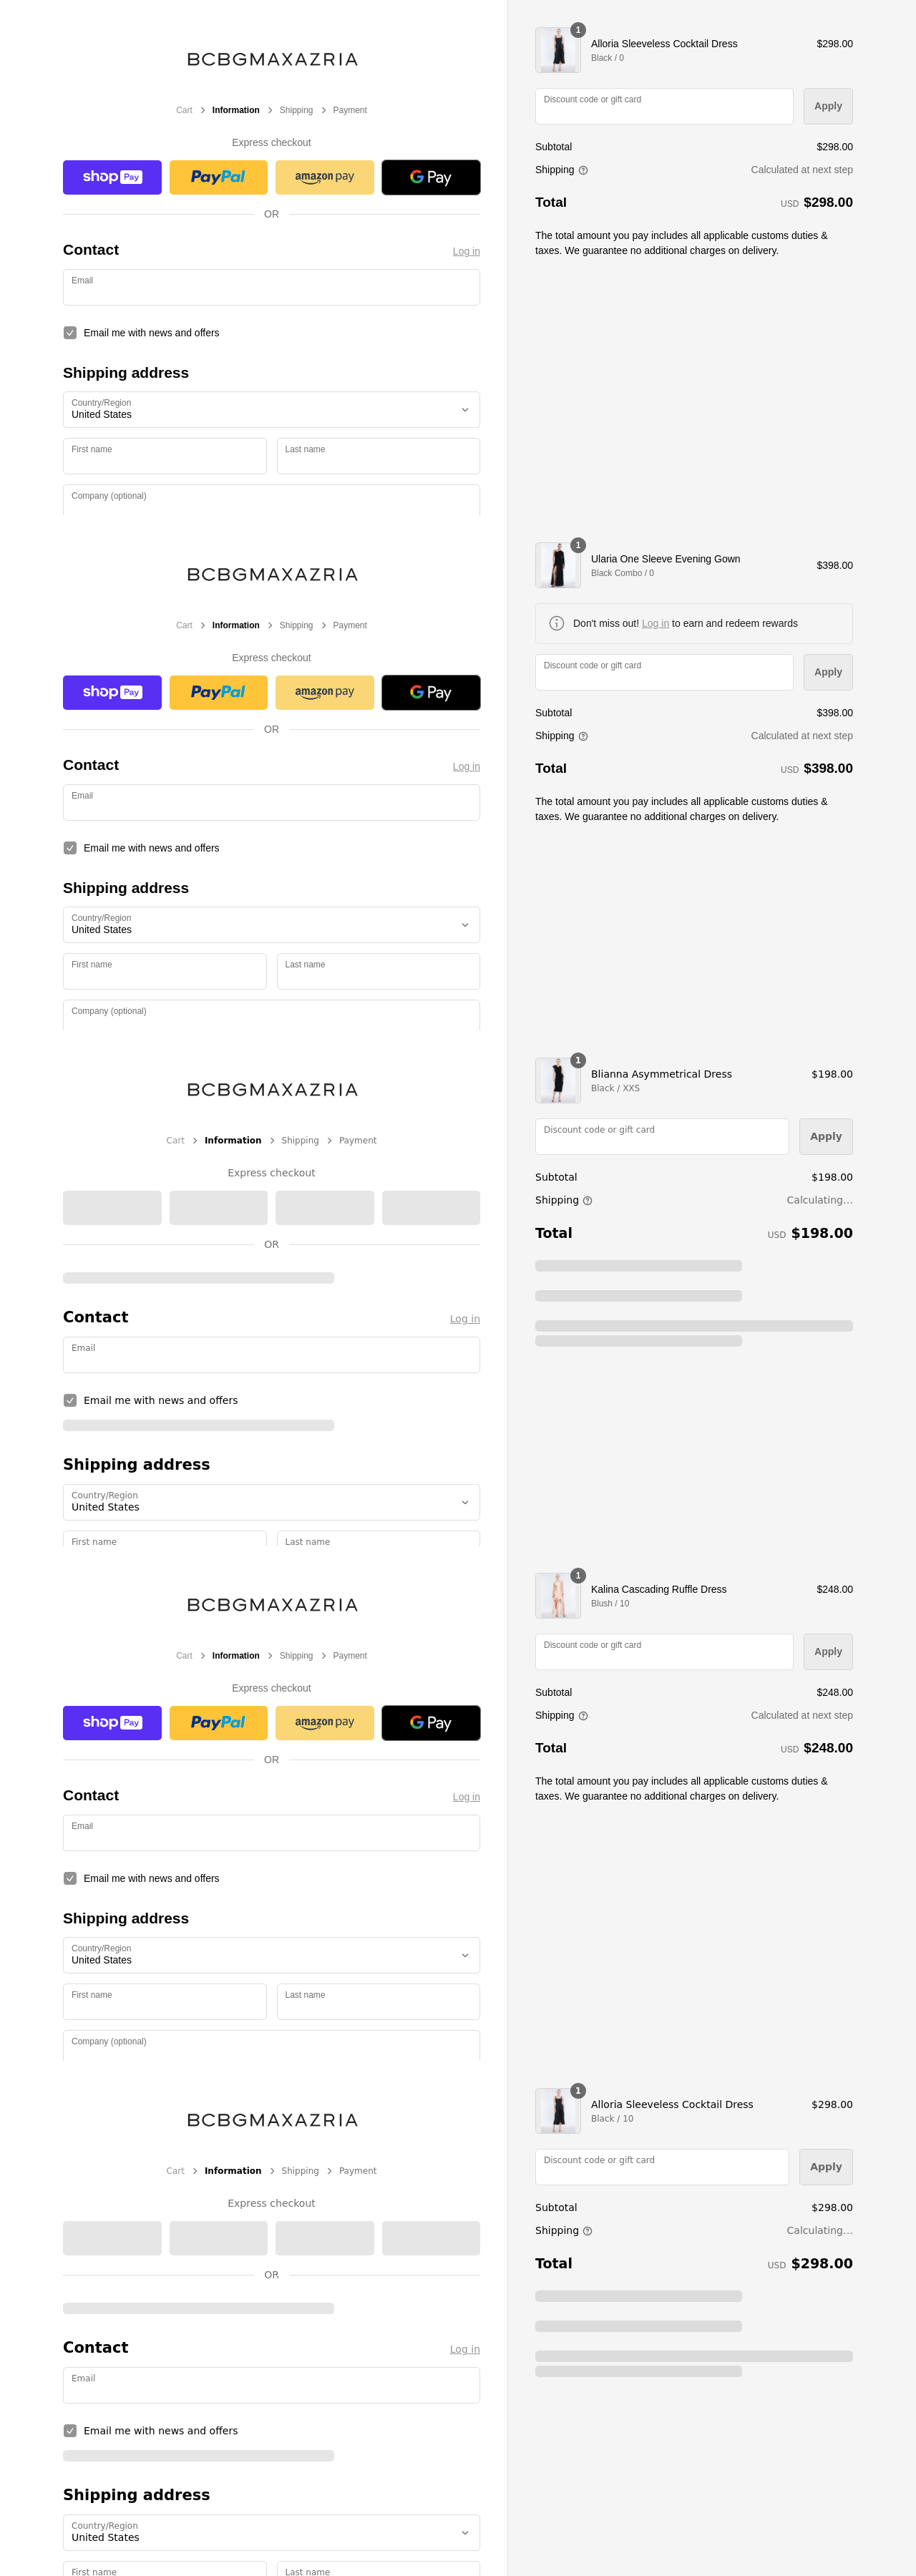 BCBGMAXAZRIA
Cart > Information > Shipping > Payment
Express checkout
shop Pay PayPal amazon pay G Pay
OR
Contact Log in
Email
Email me with news and offers
Shipping address
Country/Region
United States
First name Last name
Company (optional)
1
Alloria Sleeveless Cocktail Dress $298.00
Black / 0
Discount code or gift card Apply
Subtotal $298.00
Shipping Calculated at next step
Total USD $298.00
The total amount you pay includes all applicable customs duties &
taxes. We guarantee no additional charges on delivery.
BCBGMAXAZRIA
Cart > Information > Shipping > Payment
Express checkout
shop Pay PayPal amazon pay G Pay
OR
Contact Log in
Email
Email me with news and offers
Shipping address
Country/Region
United States
First name Last name
Company (optional)
1
Ularia One Sleeve Evening Gown $398.00
Black Combo / 0
Don't miss out! Log in to earn and redeem rewards
Discount code or gift card Apply
Subtotal $398.00
Shipping Calculated at next step
Total USD $398.00
The total amount you pay includes all applicable customs duties &
taxes. We guarantee no additional charges on delivery.
BCBGMAXAZRIA
Cart > Information > Shipping > Payment
Express checkout
OR
Contact Log in
Email
Email me with news and offers
Shipping address
Country/Region
United States
First name Last name
1
Blianna Asymmetrical Dress $198.00
Black / XXS
Discount code or gift card Apply
Subtotal $198.00
Shipping Calculating...
Total USD $198.00
BCBGMAXAZRIA
Cart > Information > Shipping > Payment
Express checkout
shop Pay PayPal amazon pay G Pay
OR
Contact Log in
Email
Email me with news and offers
Shipping address
Country/Region
United States
First name Last name
Company (optional)
1
Kalina Cascading Ruffle Dress $248.00
Blush / 10
Discount code or gift card Apply
Subtotal $248.00
Shipping Calculated at next step
Total USD $248.00
The total amount you pay includes all applicable customs duties &
taxes. We guarantee no additional charges on delivery.
BCBGMAXAZRIA
Cart > Information > Shipping > Payment
Express checkout
OR
Contact Log in
Email
Email me with news and offers
Shipping address
Country/Region
United States
First name Last name
1
Alloria Sleeveless Cocktail Dress $298.00
Black / 10
Discount code or gift card Apply
Subtotal $298.00
Shipping Calculating...
Total USD $298.00